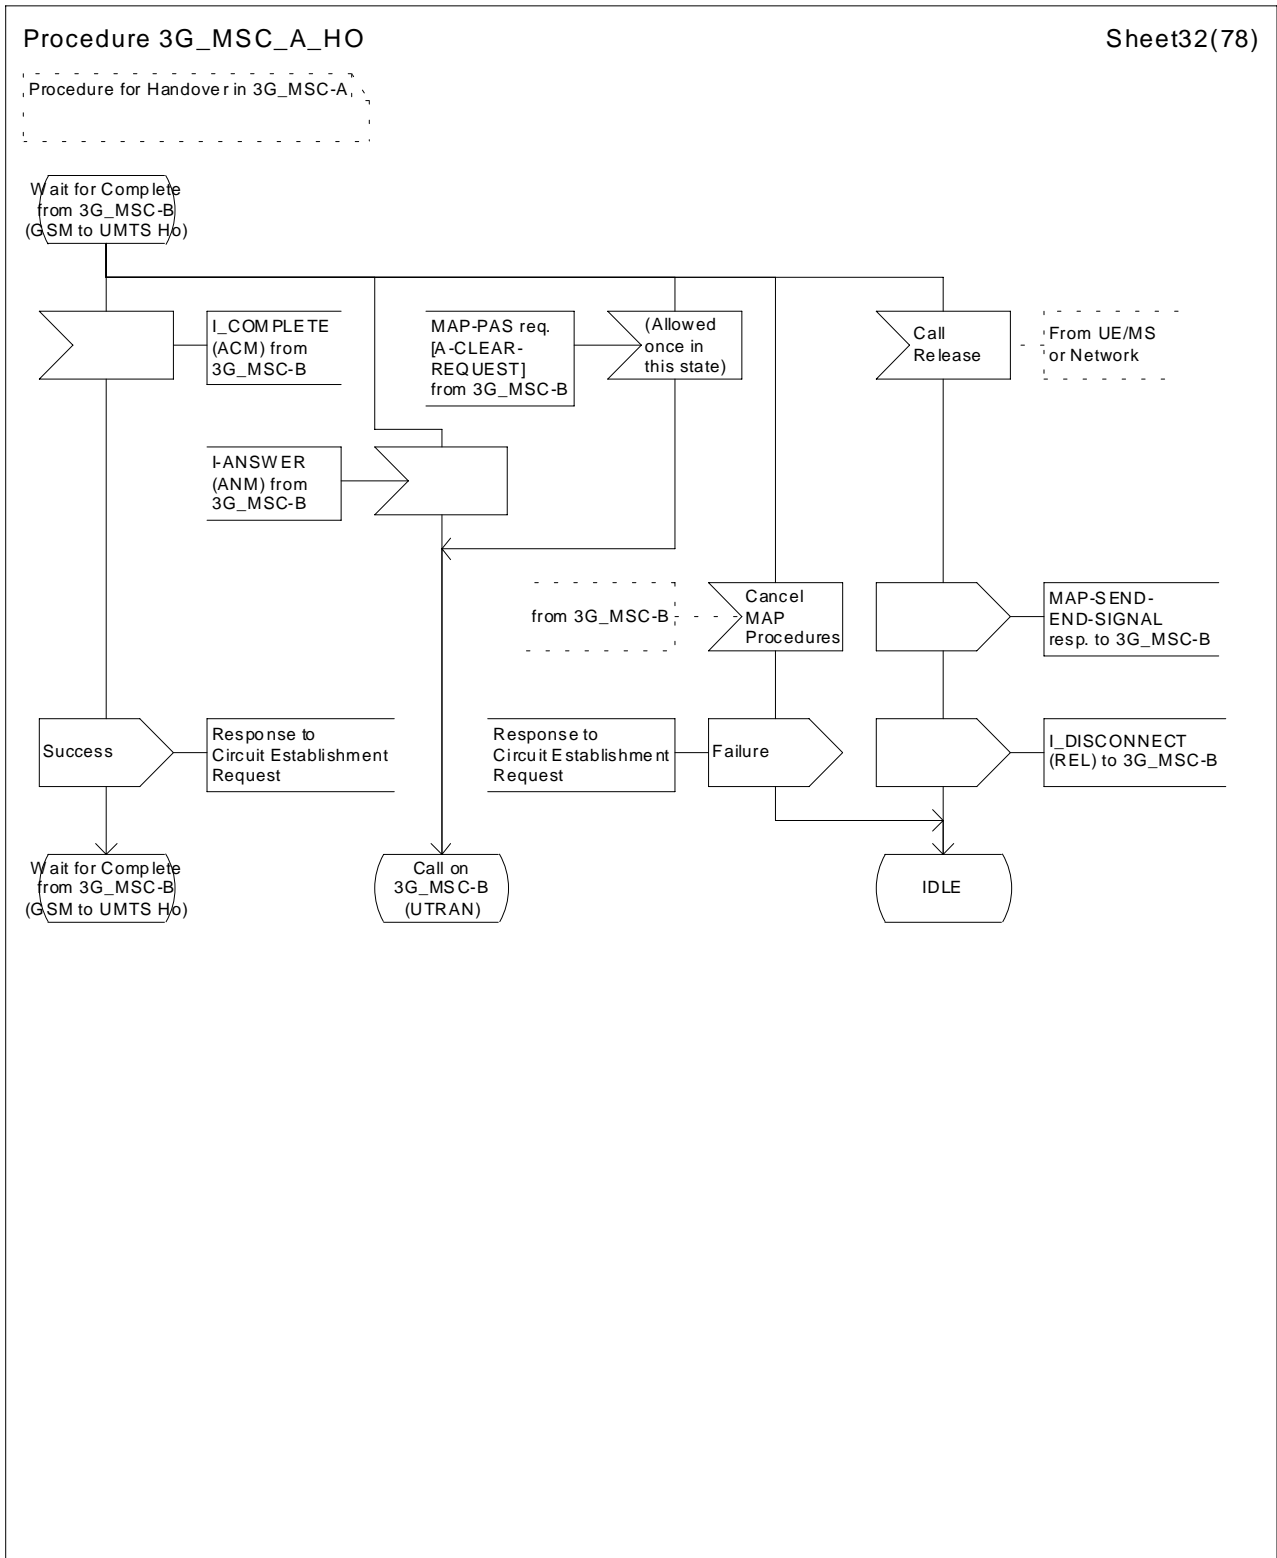 Procedure 3G_MSC_A_HO
Sheet32(78)
Procedure for Handover in 3G_MSC-A
Wait for Complete
from 3G_MSC-B
(GSM to UMTS Ho)
I_COMPLETE
(ACM) from
3G_MSC-B
MAP-PAS req.
[A-CLEAR-
REQUEST]
from 3G_MSC-B
(Allowed
once in
this state)
Call
Release
From UE/MS
or Network
I-ANSWER
(ANM) from
3G_MSC-B
from 3G_MSC-B
Cancel
MAP
Procedures
MAP-SEND-
END-SIGNAL
resp. to 3G_MSC-B
Success
Response to
Circuit Establishment
Request
Response to
Circuit Establishment
Request
Failure
I_DISCONNECT
(REL) to 3G_MSC-B
Wait for Complete
from 3G_MSC-B
(GSM to UMTS Ho)
Call on
3G_MSC-B
(UTRAN)
IDLE